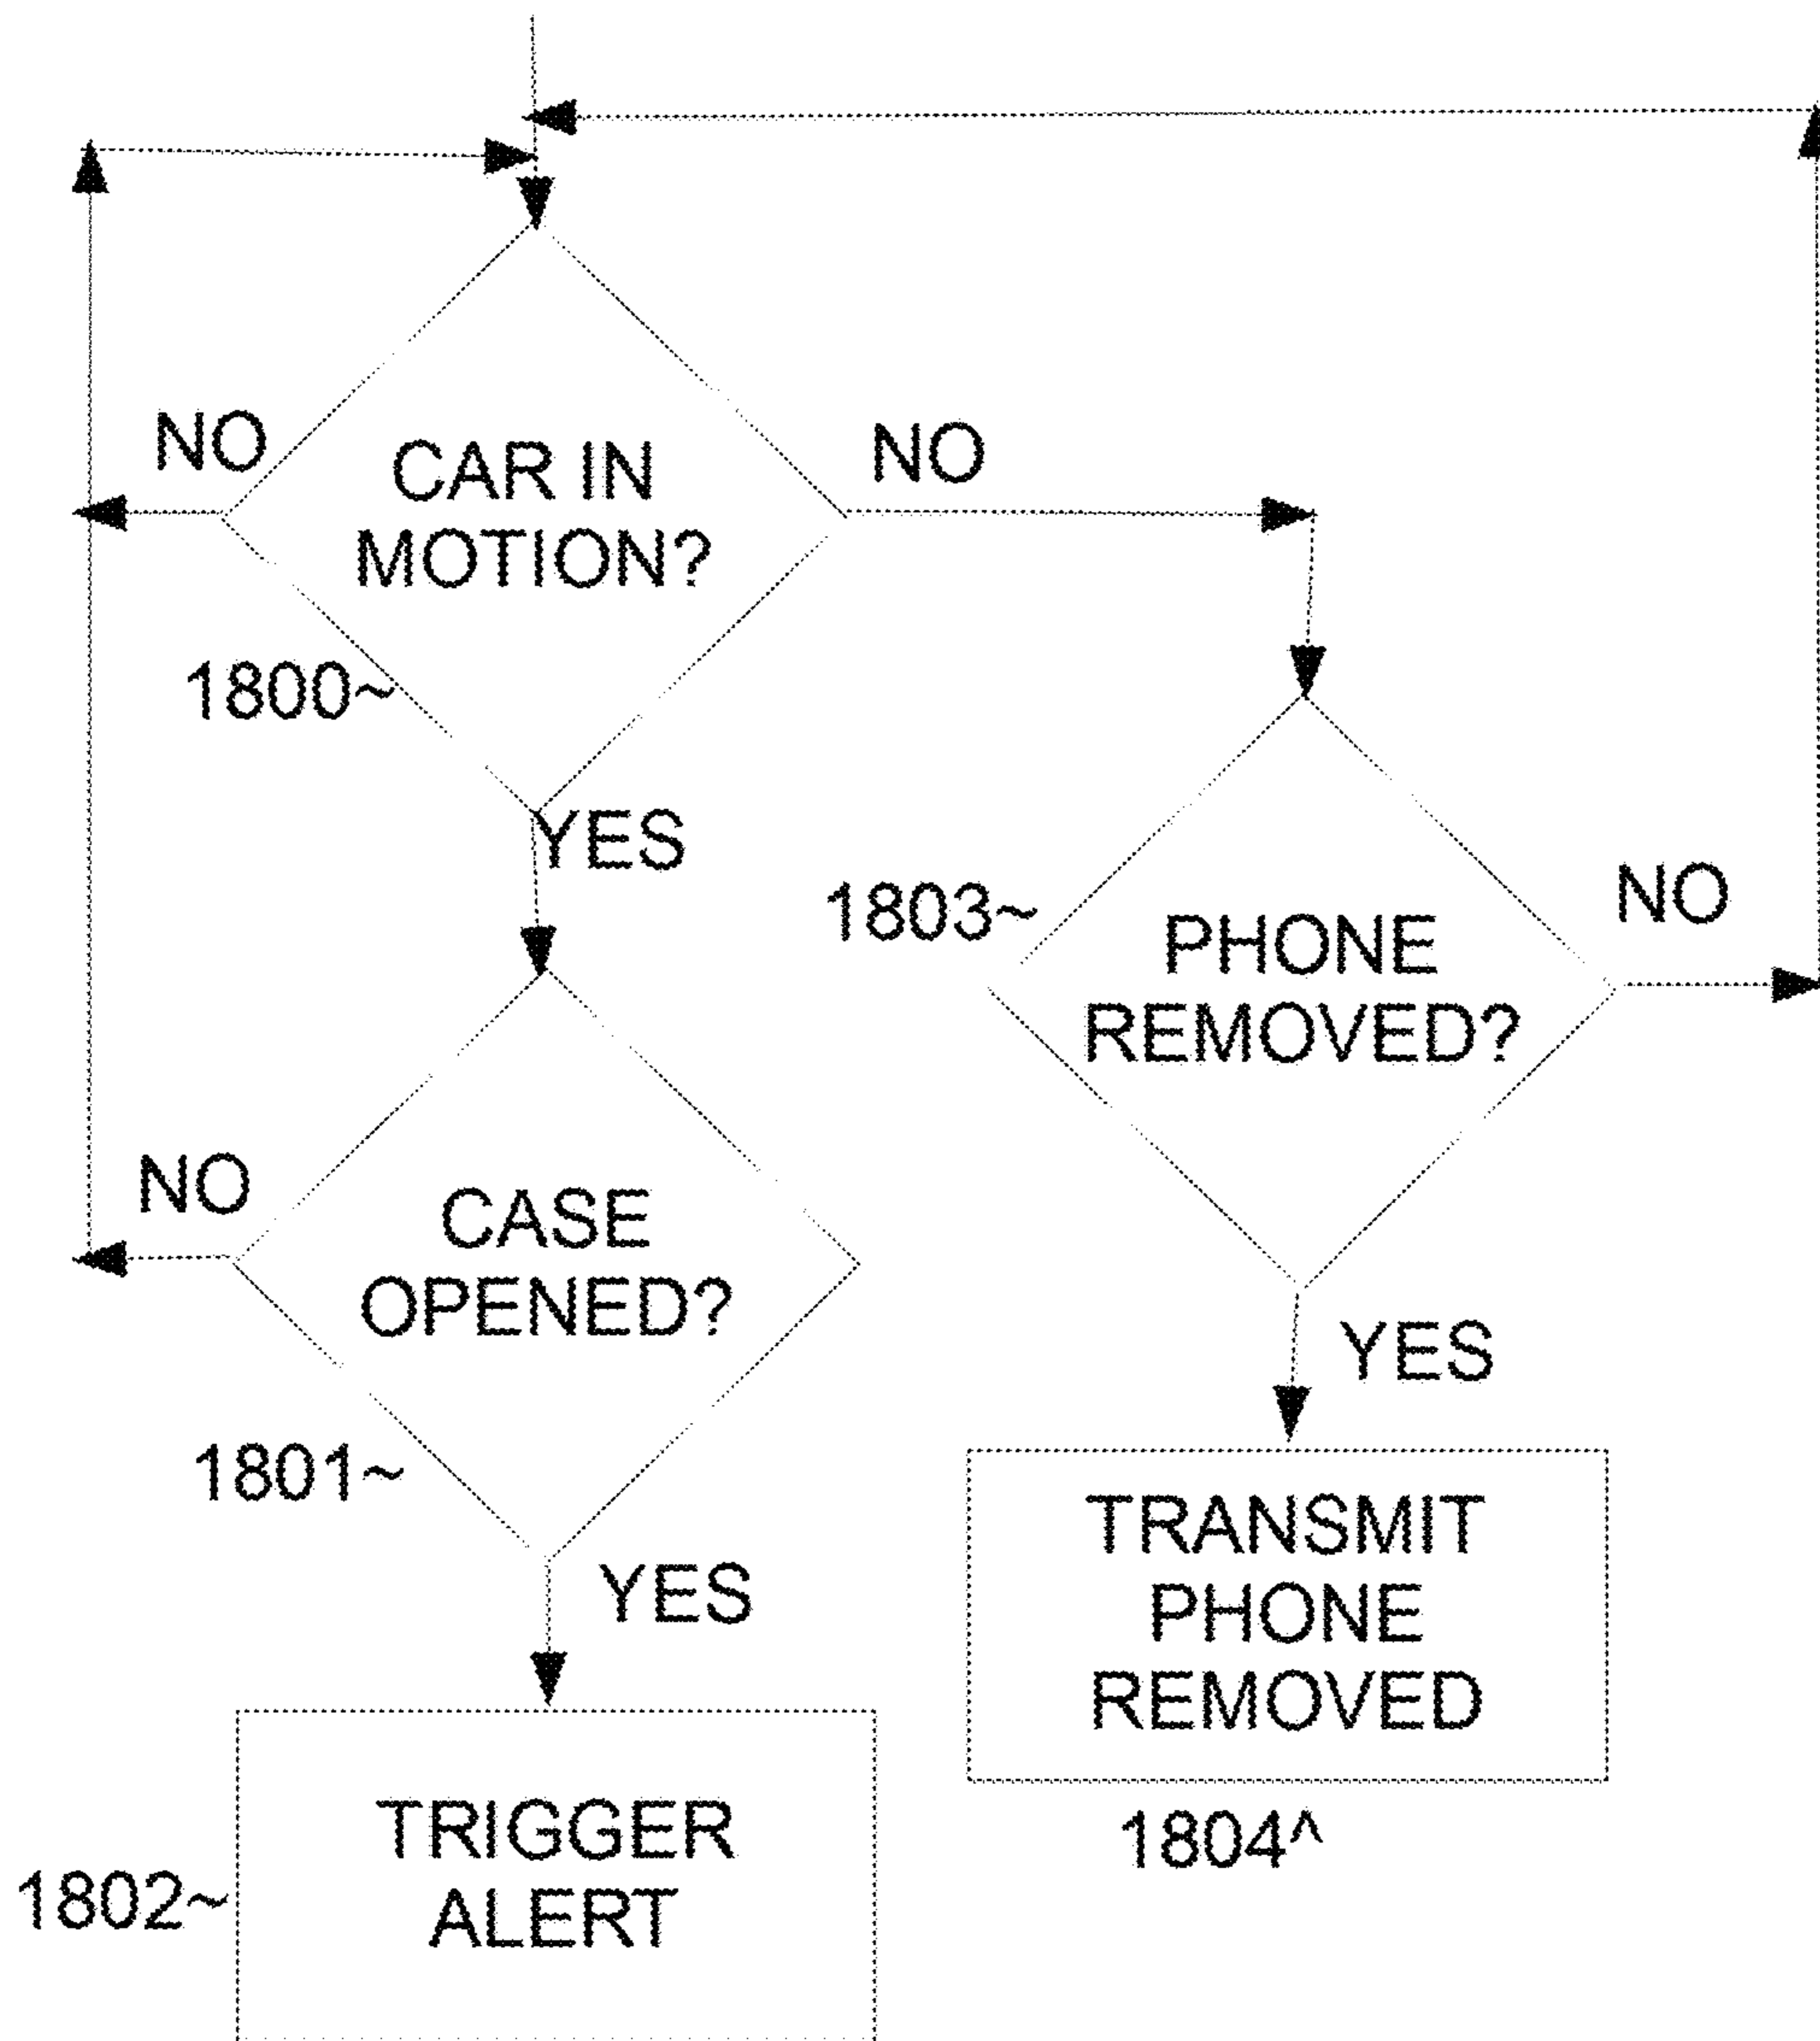 NO
CAR IN
MOTION?
NO
1800~
YES
1803~
PHONE
REMOVED?
NO
NO
CASE
OPENED?
1801~
YES
YES
TRANSMIT
PHONE
REMOVED
1804^
TRIGGER
ALERT
1802~